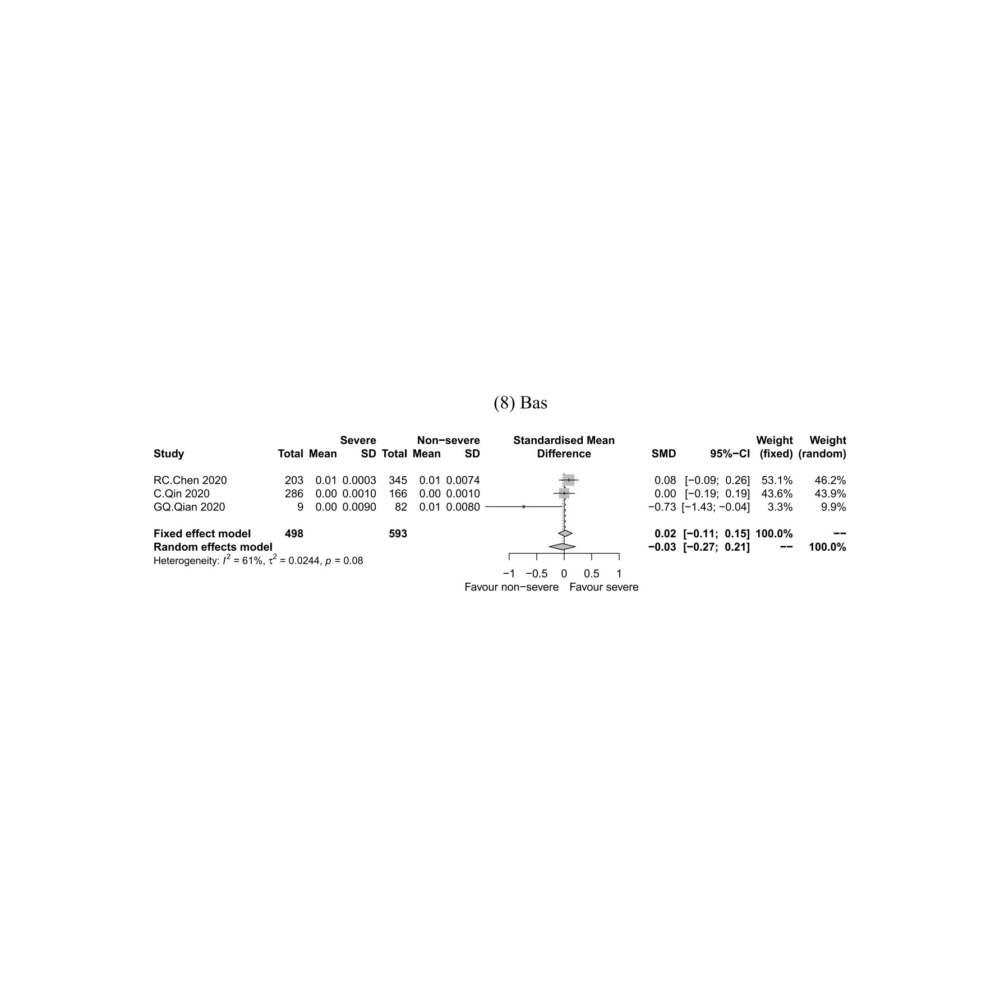 (8) Bas
Severe Non−severe Standardised Mean Weight Weight
Study Total Mean SD Total Mean SD Difference SMD 95%−CI (fixed) (random)
RC.Chen 2020 203 0.01 0.0003 345 0.01 0.0074 0.08 [−0.09; 0.26] 53.1% 46.2%
C.Qin 2020 286 0.00 0.0010 166 0.00 0.0010 0.00 [−0.19; 0.19] 43.6% 43.9%
GQ.Qian 2020 9 0.00 0.0090 82 0.01 0.0080 −0.73 [−1.43; −0.04] 3.3% 9.9%
Fixed effect model 498 593 0.02 [−0.11; 0.15] 100.0% −−
Random effects model −0.03 [−0.27; 0.21] −− 100.0%
Heterogeneity: I² = 61%, τ² = 0.0244, p = 0.08
−1 −0.5 0 0.5 1
Favour non−severe Favour severe